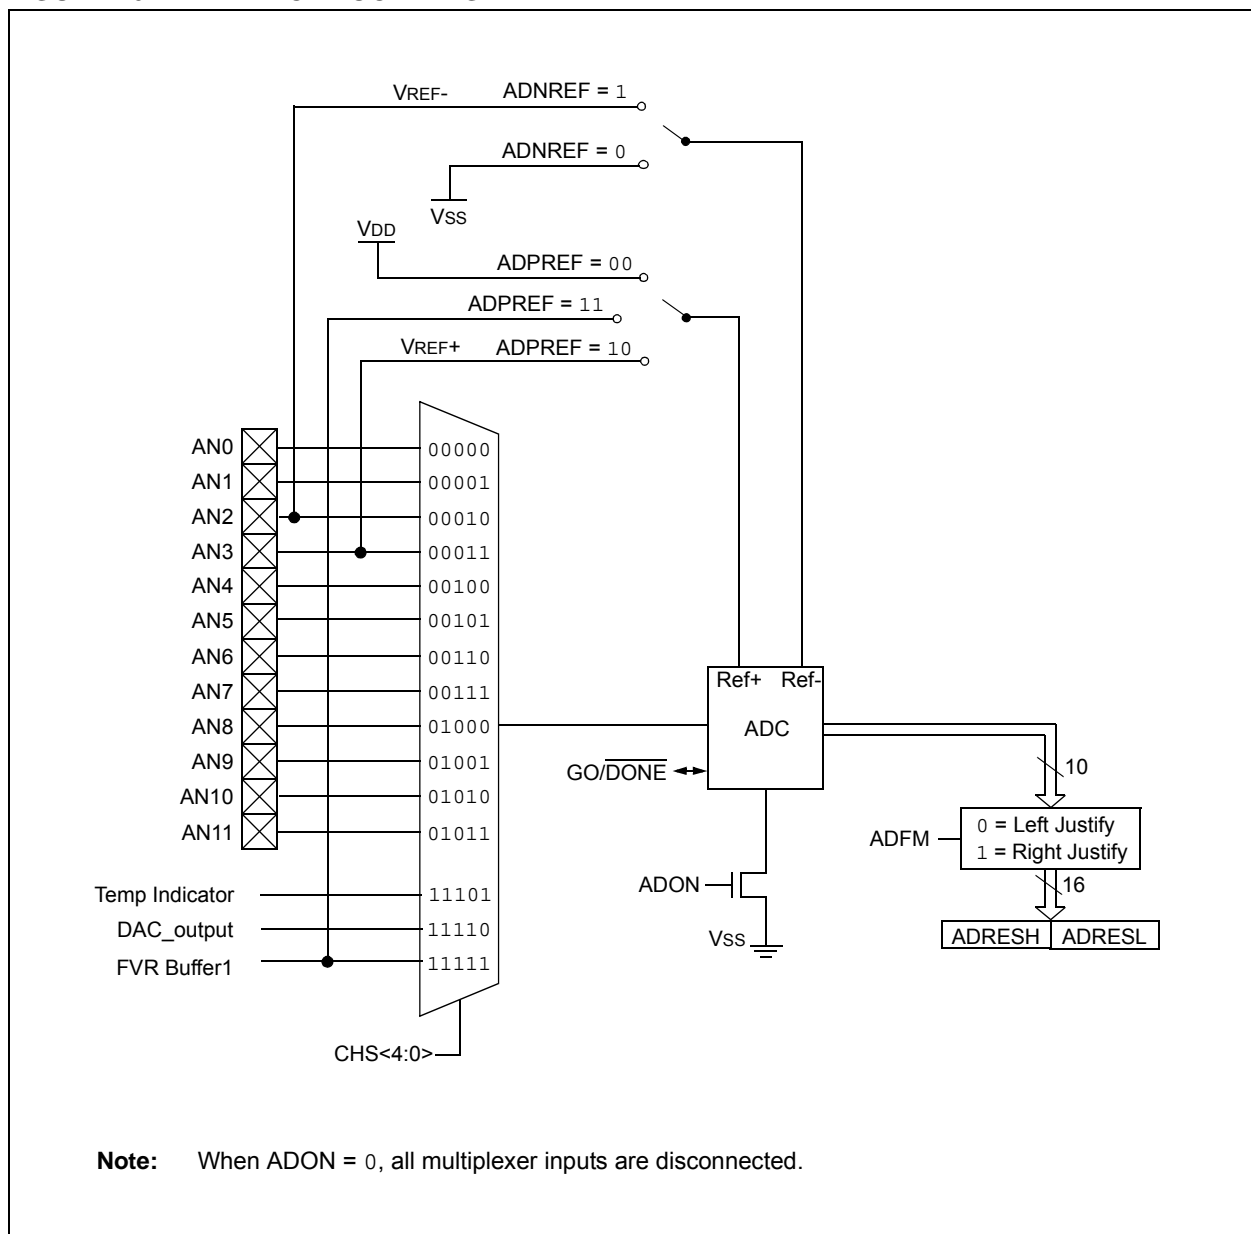 VREF- ADNREF = 1
ADNREF = 0
VSS
VDD
ADPREF = 00
ADPREF = 11
VREF+ ADPREF = 10
AN0 00000
AN1 00001
AN2 00010
AN3 00011
AN4 00100
AN5 00101
AN6 00110
AN7 00111
AN8 01000
AN9 01001
AN10 01010
AN11 01011
Temp Indicator 11101
DAC_output 11110
FVR Buffer1 11111
CHS<4:0>
Ref+ Ref-
ADC
GO/DONE
10
ADFM
0 = Left Justify
1 = Right Justify
16
ADON
VSS
ADRESH ADRESL
Note: When ADON = 0, all multiplexer inputs are disconnected.